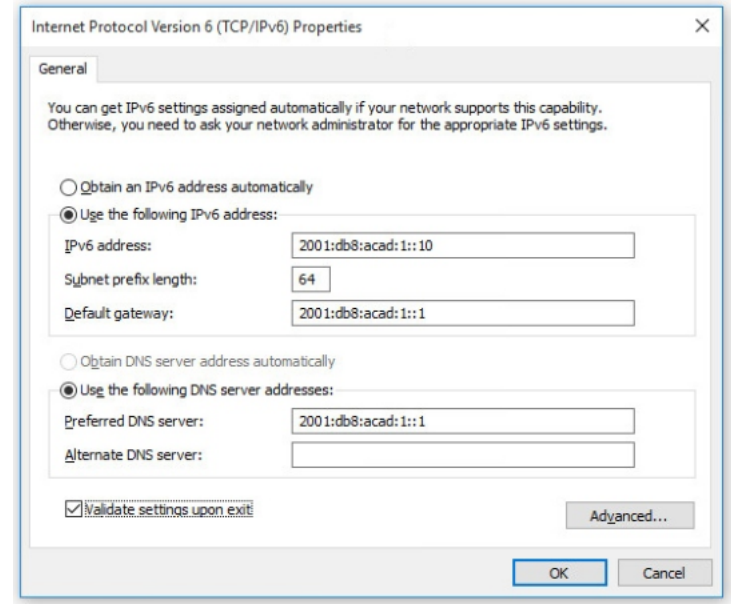 Internet Protocol Version 6 (TCP/IPv6) Properties
General
You can get IPv6 settings assigned automatically if your network supports this capability.
Otherwise, you need to ask your network administrator for the appropriate IPv6 settings.
Obtain an IPv6 address automatically
Use the following IPv6 address:
IPv6 address: 2001:db8:acad:1::10
Subnet prefix length: 64
Default gateway: 2001:db8:acad:1::1
Obtain DNS server address automatically
Use the following DNS server addresses:
Preferred DNS server: 2001:db8:acad:1::1
Alternate DNS server:
Validate settings upon exit
Advanced...
OK Cancel